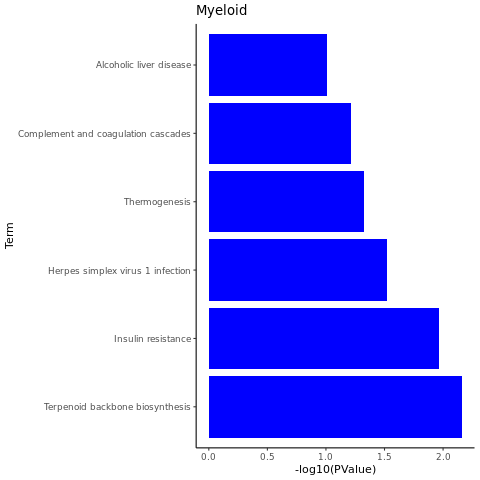 Myeloid
Term
Alcoholic liver disease
Complement and coagulation cascades
Thermogenesis
Herpes simplex virus 1 infection
Insulin resistance
Terpenoid backbone biosynthesis
0.0 0.5 1.0 1.5 2.0
-log10(PValue)